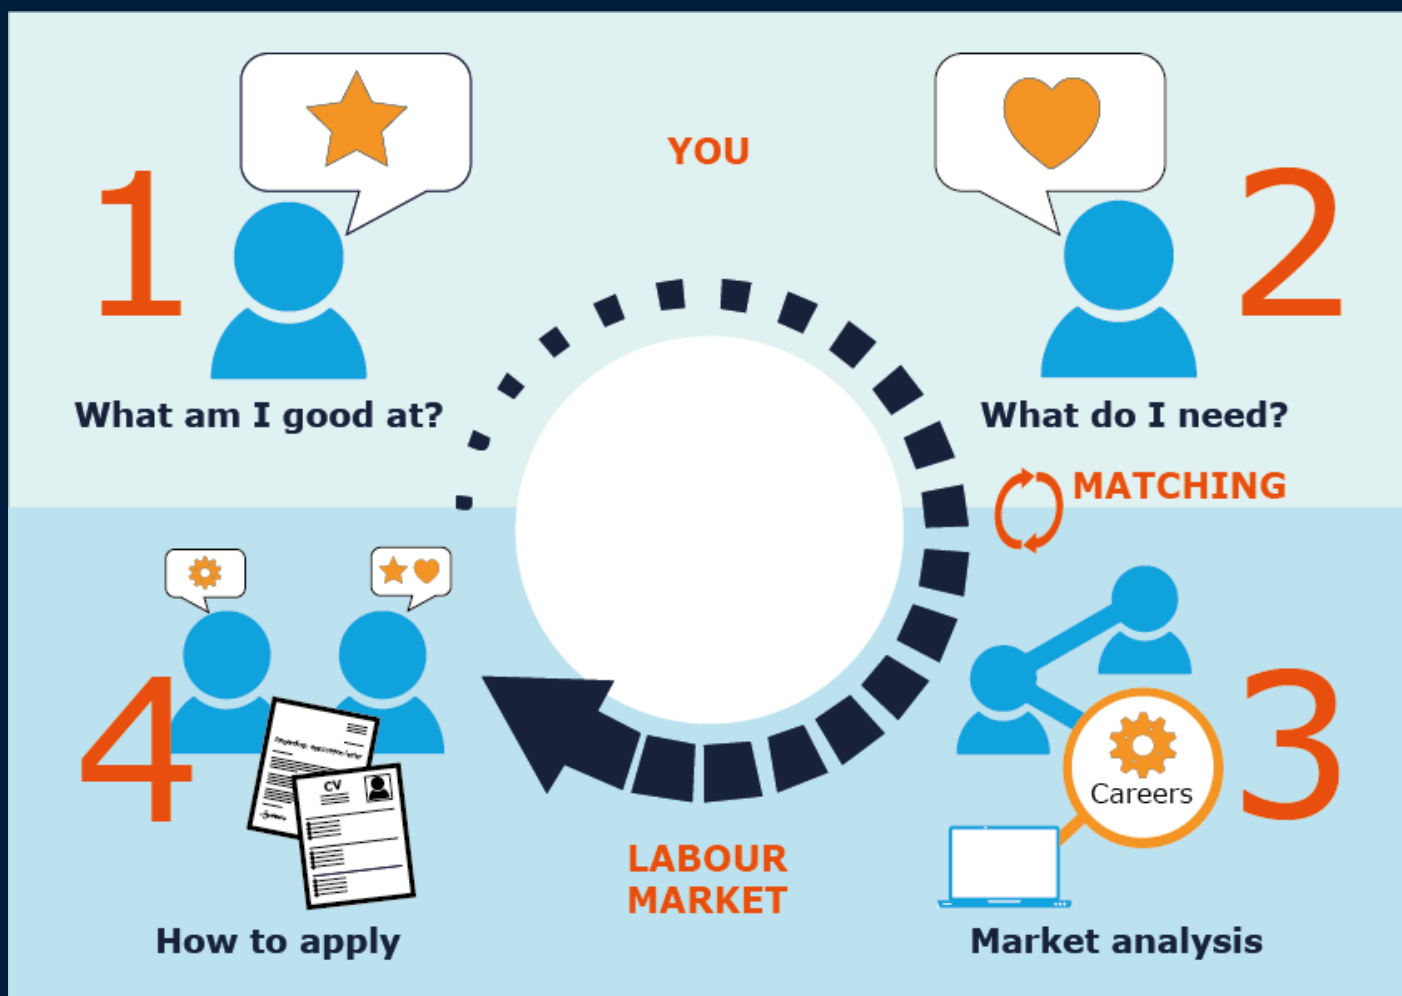 YOU
1
What am I good at?
2
What do I need?
MATCHING
3
Careers
Market analysis
LABOUR
MARKET
4
CV
How to apply